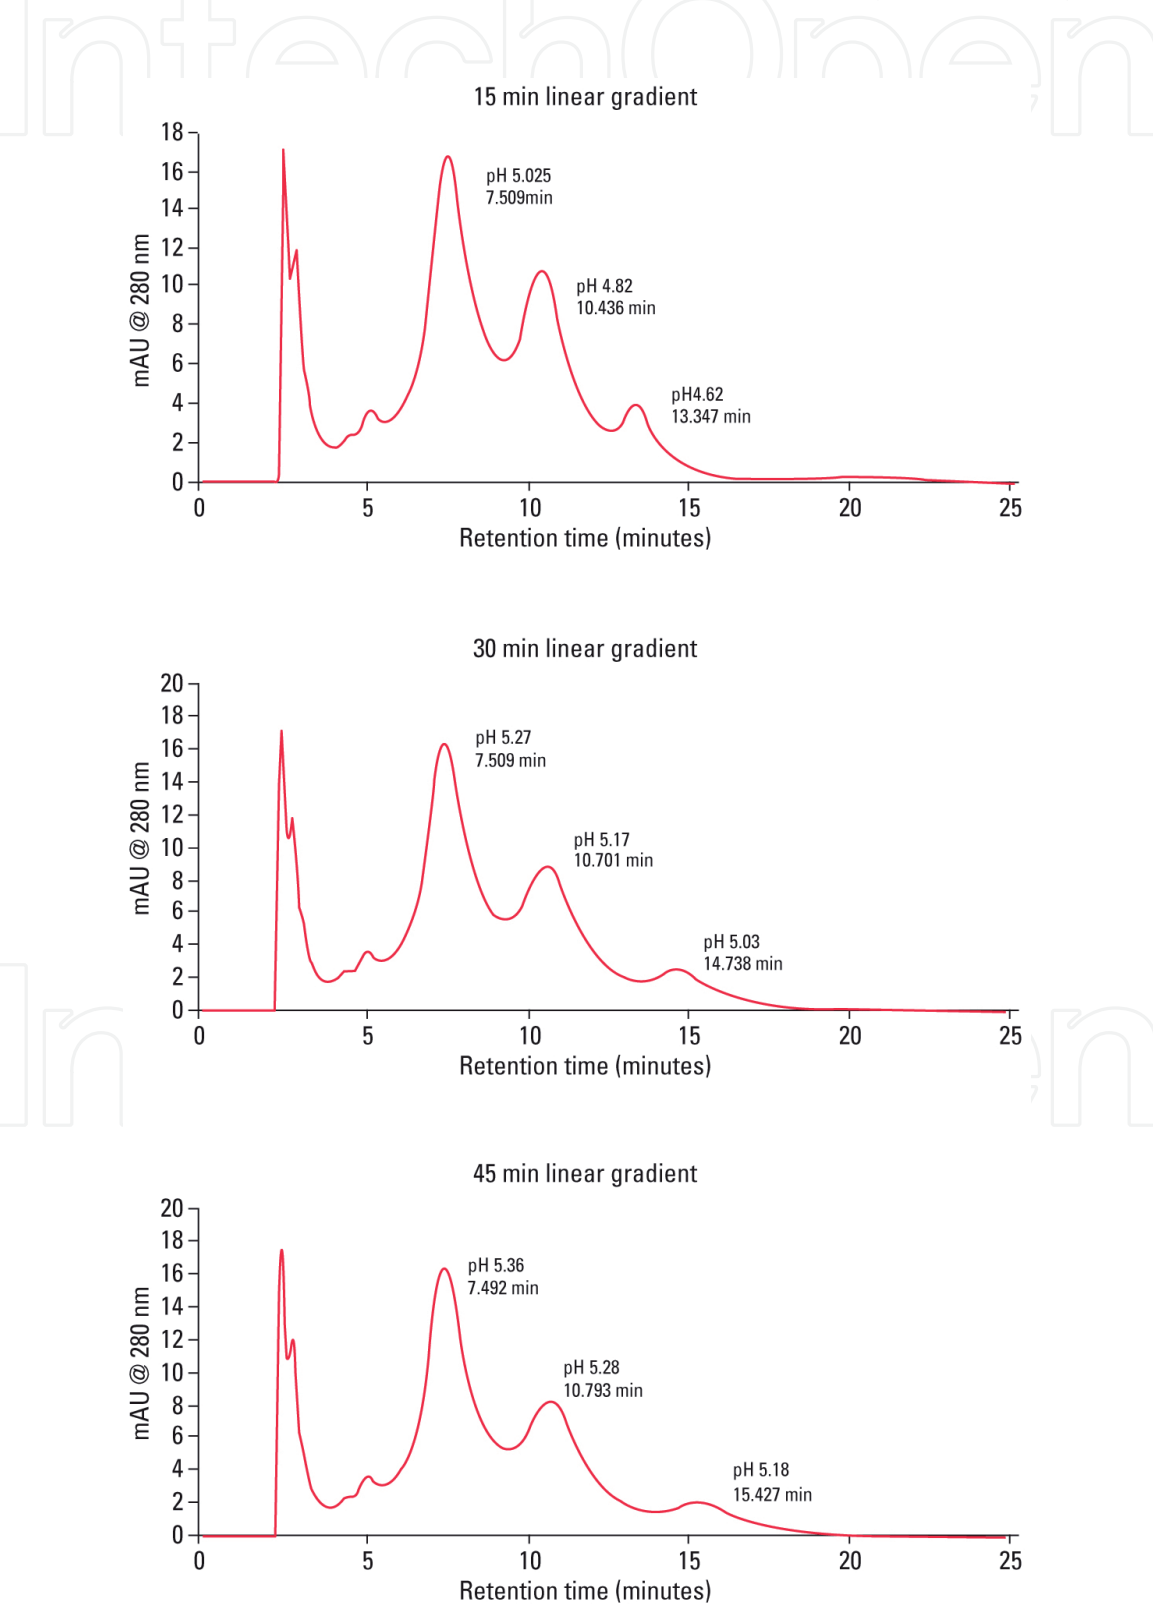 IntechOpen
15 min linear gradient
18
16
14
12
10
8
6
4
2
0
mAU @ 280 nm
pH 5.025
7.509min
pH 4.82
10.436 min
pH4.62
13.347 min
0 5 10 15 20 25
Retention time (minutes)
30 min linear gradient
20
18
16
14
12
10
8
6
4
2
0
mAU @ 280 nm
pH 5.27
7.509 min
pH 5.17
10.701 min
pH 5.03
14.738 min
0 5 10 15 20 25
Retention time (minutes)
45 min linear gradient
20
18
16
14
12
10
8
6
4
2
0
mAU @ 280 nm
pH 5.36
7.492 min
pH 5.28
10.793 min
pH 5.18
15.427 min
0 5 10 15 20 25
Retention time (minutes)